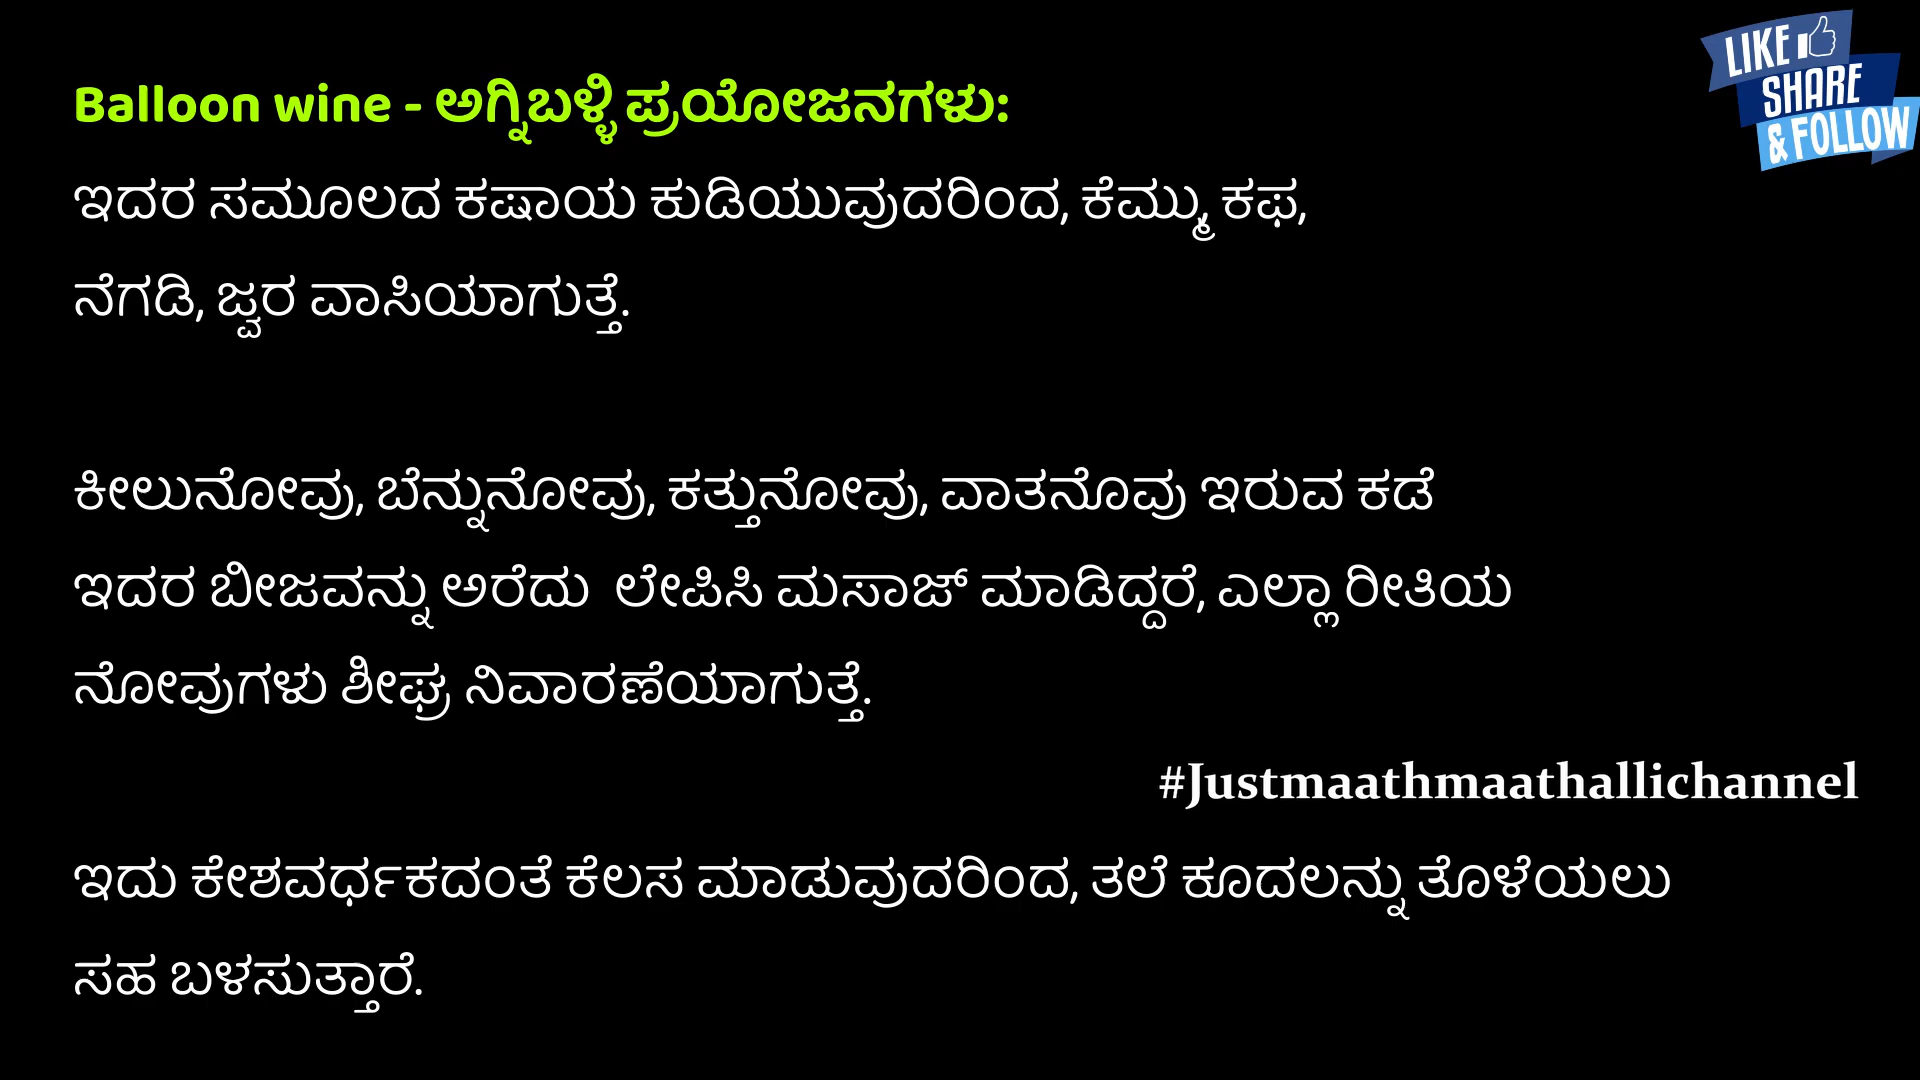 Balloon wine - ಅಗ್ನಿಬಳ್ಳಿ ಪ್ರಯೋಜನಗಳು:
LIKE
SHARE
& FOLLOW
ಇದರ ಸಮೂಲದ ಕಷಾಯ ಕುಡಿಯುವುದರಿಂದ, ಕೆಮ್ಮು, ಕಫ,
ನೆಗಡಿ, ಜ್ವರ ವಾಸಿಯಾಗುತ್ತೆ.
ಕೀಲುನೋವು, ಬೆನ್ನುನೋವು, ಕತ್ತುನೋವು, ವಾತನೊವು ಇರುವ ಕಡೆ
ಇದರ ಬೀಜವನ್ನು ಅರೆದು ಲೇಪಿಸಿ ಮಸಾಜ್ ಮಾಡಿದ್ದರೆ, ಎಲ್ಲಾ ರೀತಿಯ
ನೋವುಗಳು ಶೀಘ್ರ ನಿವಾರಣೆಯಾಗುತ್ತೆ.
#Justmaathmaathallichannel
ಇದು ಕೇಶವರ್ಧಕದಂತೆ ಕೆಲಸ ಮಾಡುವುದರಿಂದ, ತಲೆ ಕೂದಲನ್ನು ತೊಳೆಯಲು
ಸಹ ಬಳಸುತ್ತಾರೆ.